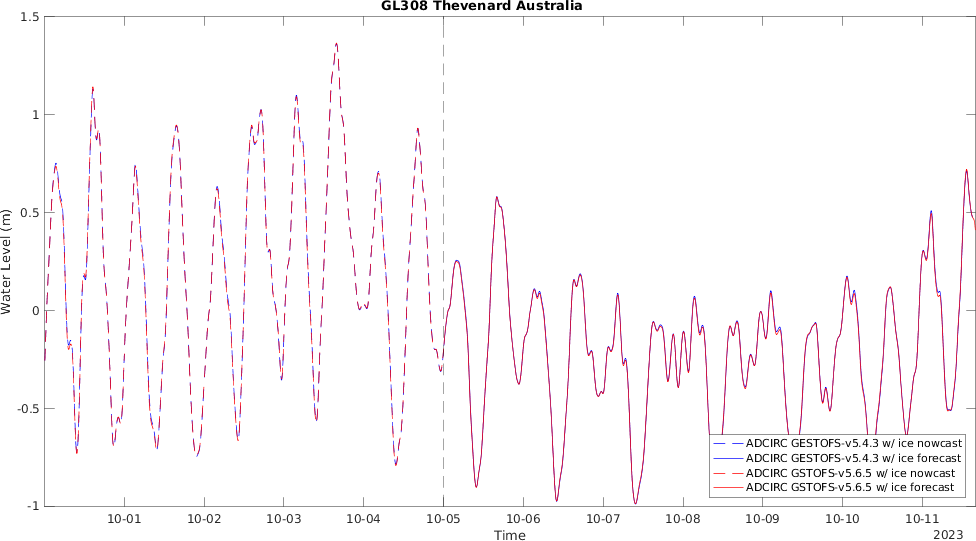 GL308 Thevenard Australia
1.5
1
0.5
0
-0.5
-1
Water Level (m)
10-01
10-02
10-03
10-04
10-05
10-06
10-07
10-08
10-09
10-10
10-11
Time
2023
ADCIRC GESTOFS-v5.4.3 w/ ice nowcast
ADCIRC GESTOFS-v5.4.3 w/ ice forecast
ADCIRC GSTOFS-v5.6.5 w/ ice nowcast
ADCIRC GSTOFS-v5.6.5 w/ ice forecast